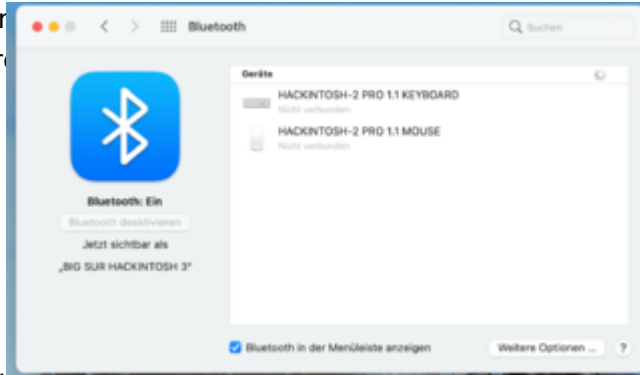 Bluetooth
Suchen
Geräte
HACKINTOSH-2 PRO 1.1 KEYBOARD
Nicht verbunden
HACKINTOSH-2 PRO 1.1 MOUSE
Nicht verbunden
Bluetooth: Ein
Bluetooth deaktivieren
Jetzt sichtbar als
„BIG SUR HACKINTOSH 3“
Bluetooth in der Menüleiste anzeigen
Weitere Optionen ...
?